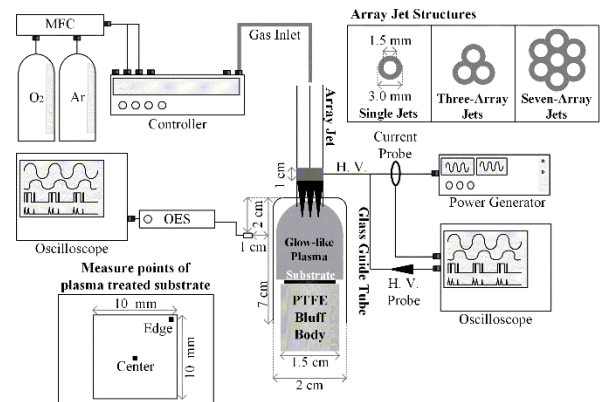 MFC
O2
Ar
Controller
Gas Inlet
Array Jet Structures
1.5 mm
3.0 mm
Single Jets
Three-Array
Jets
Seven-Array
Jets
Array Jet
1 cm
H. V.
Current
Probe
Power Generator
Oscilloscope
OES
2 cm
1 cm
Glow-like
Plasma
Substrate
PTFE
Bluff
Body
7 cm
1.5 cm
2 cm
Glass Guide Tube
H. V.
Probe
Oscilloscope
Measure points of
plasma treated substrate
10 mm
Edge
Center
10 mm